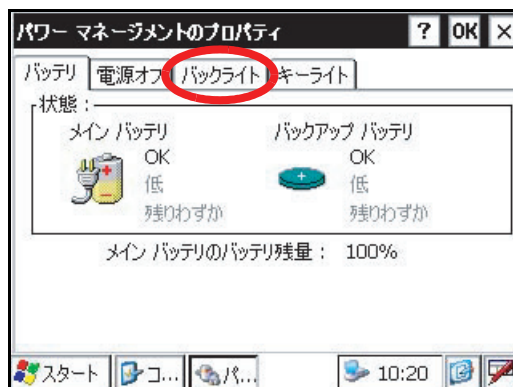 パワー マネージメントのプロパティ ? OK ×
バッテリ 電源オフ バックライト キーライト
状態:
メイン バッテリ バックアップ バッテリ
OK OK
低 低
残りわずか 残りわずか
メイン バッテリのバッテリ残量: 100%
スタート コ... パ... 10:20